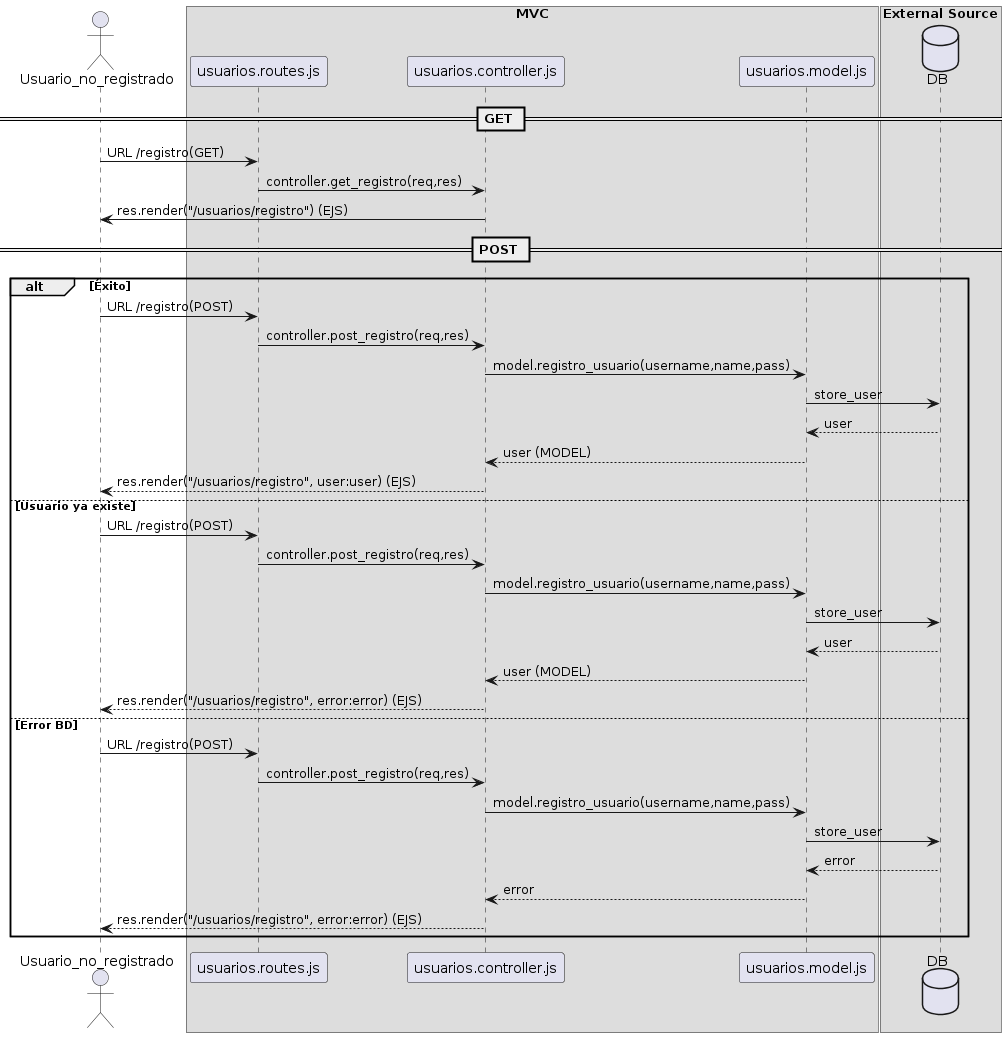 MVC
External Source
Usuario_no_registrado
usuarios.routes.js
usuarios.controller.js
usuarios.model.js
DB
GET
URL /registro(GET)
controller.get_registro(req,res)
res.render("/usuarios/registro") (EJS)
POST
alt
[Éxito]
URL /registro(POST)
controller.post_registro(req,res)
model.registro_usuario(username,name,pass)
store_user
user
user (MODEL)
res.render("/usuarios/registro", user:user) (EJS)
[Usuario ya existe]
URL /registro(POST)
controller.post_registro(req,res)
model.registro_usuario(username,name,pass)
store_user
user
user (MODEL)
res.render("/usuarios/registro", error:error) (EJS)
[Error BD]
URL /registro(POST)
controller.post_registro(req,res)
model.registro_usuario(username,name,pass)
store_user
error
error
res.render("/usuarios/registro", error:error) (EJS)
Usuario_no_registrado
usuarios.routes.js
usuarios.controller.js
usuarios.model.js
DB